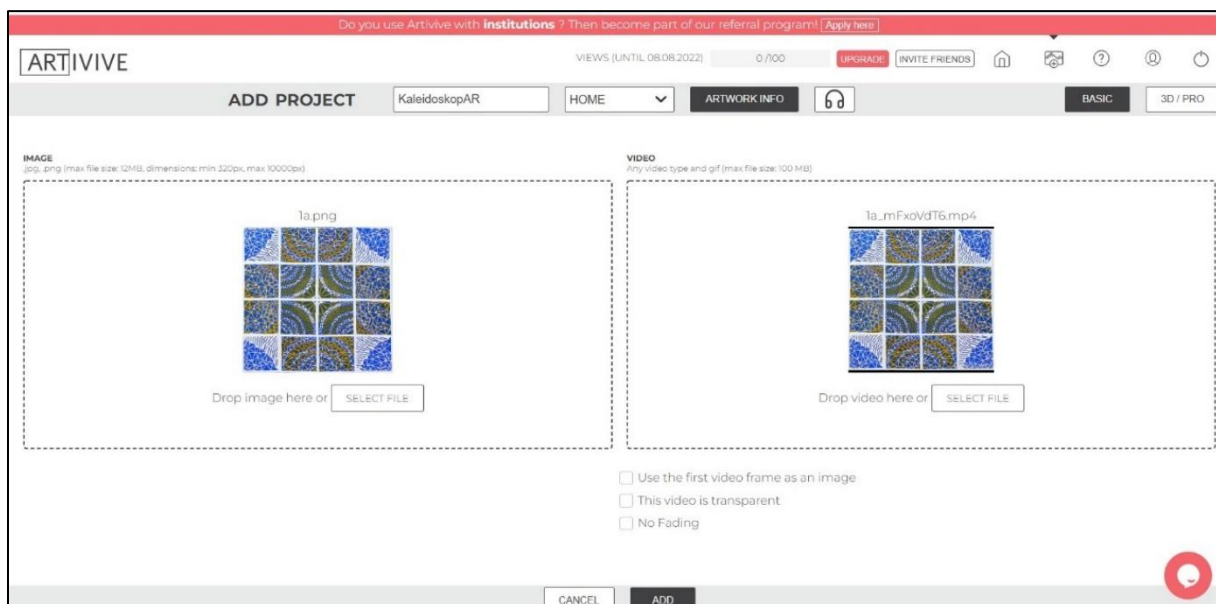 Do you use Artivive with institutions ? Then become part of our referral program! Apply here
ARTIVIVE
VIEWS (UNTIL 08.08.2022) 0 /100 UPGRADE INVITE FRIENDS
ADD PROJECT KaleidoskopAR HOME ARTWORK INFO BASIC 3D / PRO
IMAGE
.jpg, .png (max file size: 12MB, dimensions: min 320px, max 10000px)
1a.png
Drop image here or SELECT FILE
VIDEO
Any video type and gif (max file size: 100 MB)
1a_mFxoVdT6.mp4
Drop video here or SELECT FILE
Use the first video frame as an image
This video is transparent
No Fading
CANCEL ADD